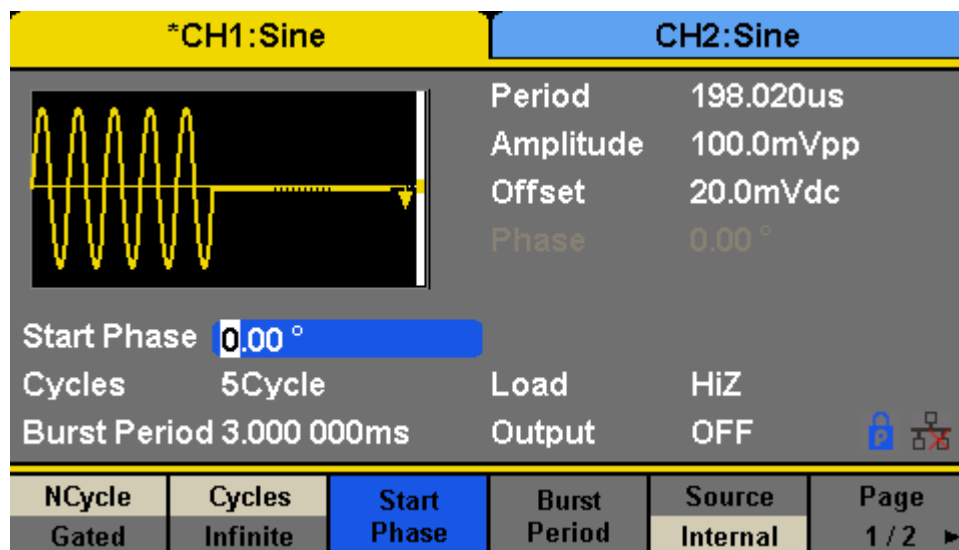 *CH1:Sine CH2:Sine
Period 198.020us
Amplitude 100.0mVpp
Offset 20.0mVdc
Phase 0.00 °
Start Phase 0.00 °
Cycles 5Cycle Load HiZ
Burst Period 3.000 000ms Output OFF
P
NCycle Cycles Start Burst Source Page
Gated Infinite Phase Period Internal 1 / 2 ►